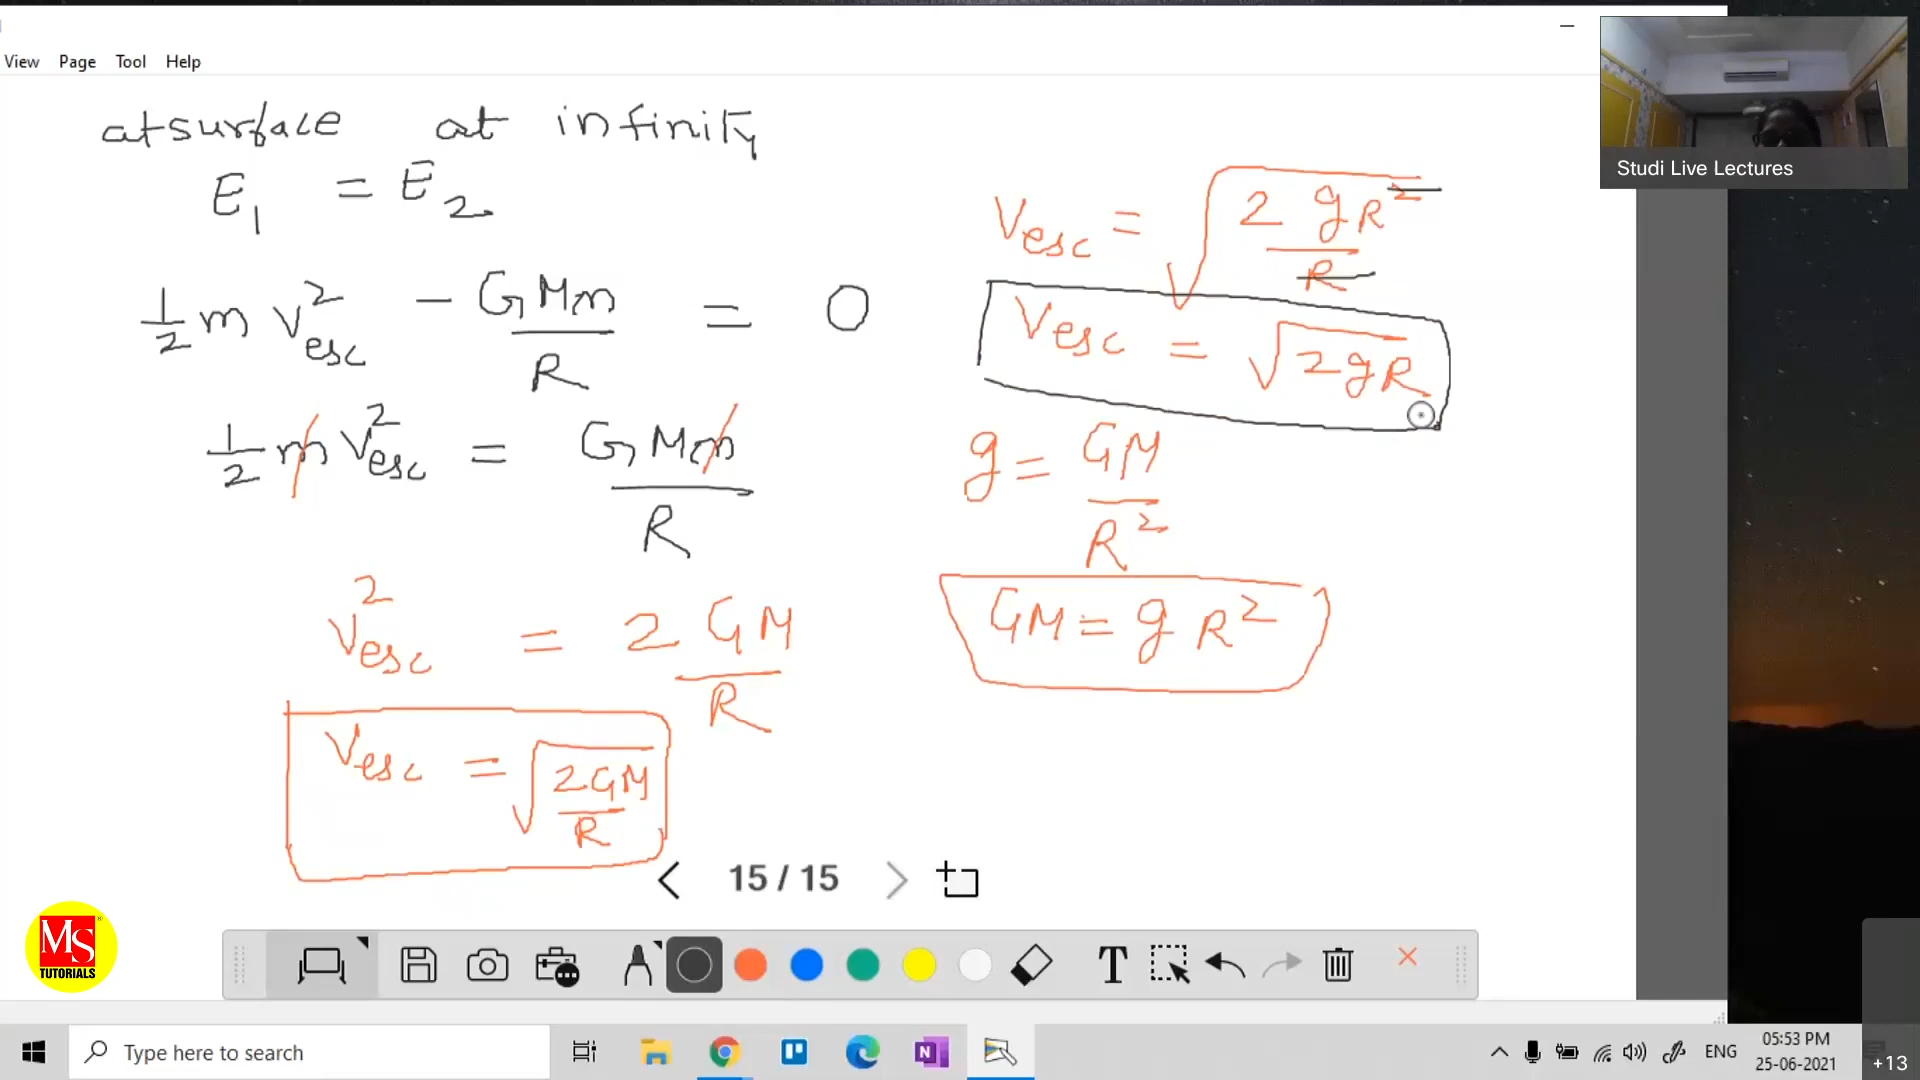 View Page Tool Help
Studi Live Lectures
at surface at infinity
E₁ = E₂
1/2 m v²esc - GMm/R = 0
1/2 m v²esc = GMm/R
v²esc = 2GM/R
Vesc = √(2GM/R)
Vesc = √(2gR²/R)
Vesc = √2gR
g = GM/R²
GM = gR²
15 / 15
MS
TUTORIALS
T
Type here to search
ENG
05:53 PM
25-06-2021
+13